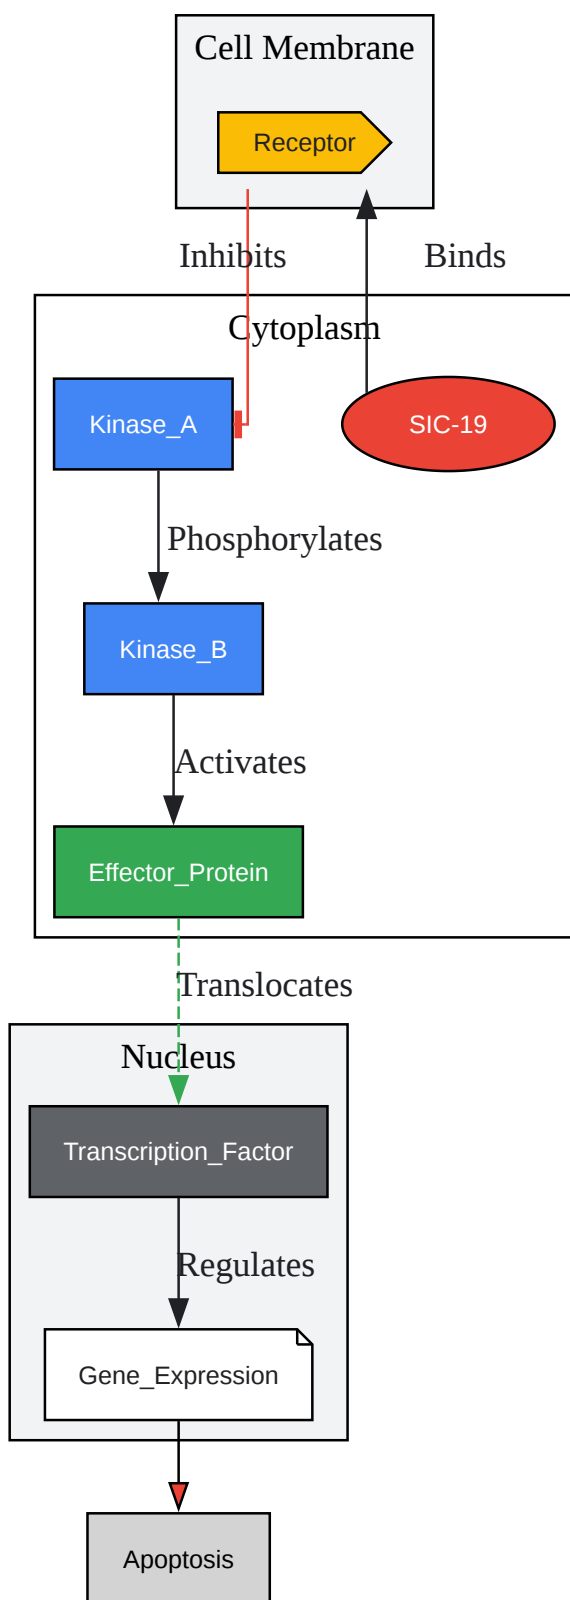 Cell Membrane
Receptor
Inhibits
Binds
Cytoplasm
Kinase_A
SIC-19
Phosphorylates
Kinase_B
Activates
Effector_Protein
Translocates
Nucleus
Transcription_Factor
Regulates
Gene_Expression
Apoptosis